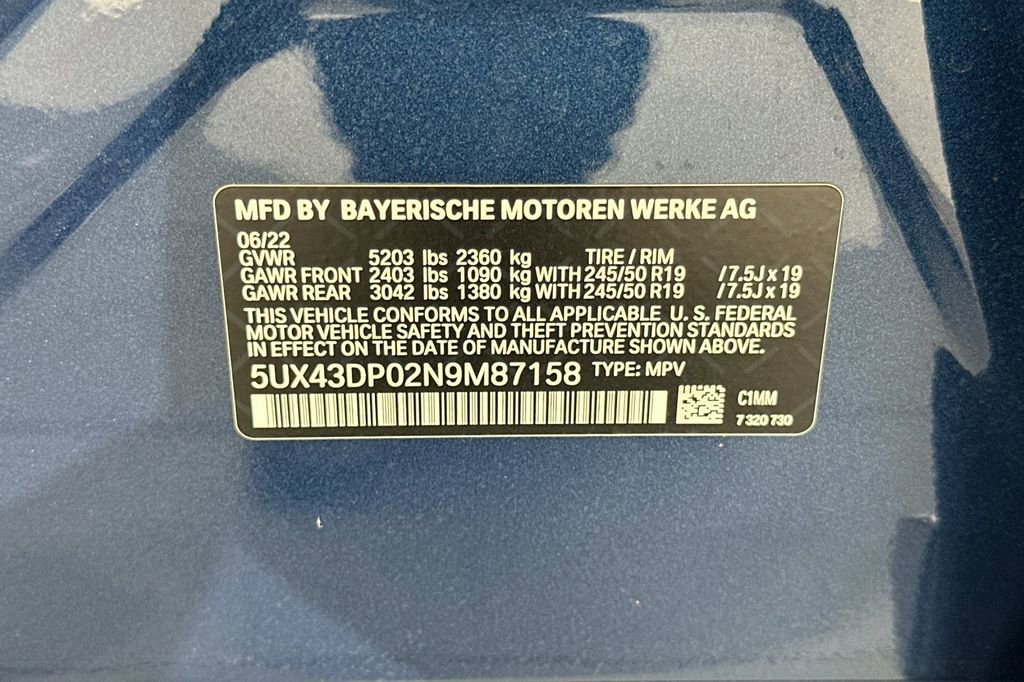 MFD BY BAYERISCHE MOTOREN WERKE AG
06/22
GVWR 5203 lbs 2360 kg TIRE / RIM
GAWR FRONT 2403 lbs 1090 kg WITH 245/50 R19 / 7.5J x 19
GAWR REAR 3042 lbs 1380 kg WITH 245/50 R19 / 7.5J x 19
THIS VEHICLE CONFORMS TO ALL APPLICABLE U. S. FEDERAL
MOTOR VEHICLE SAFETY AND THEFT PREVENTION STANDARDS
IN EFFECT ON THE DATE OF MANUFACTURE SHOWN ABOVE.
5UX43DP02N9M87158 TYPE: MPV
C1MM
7 320 730